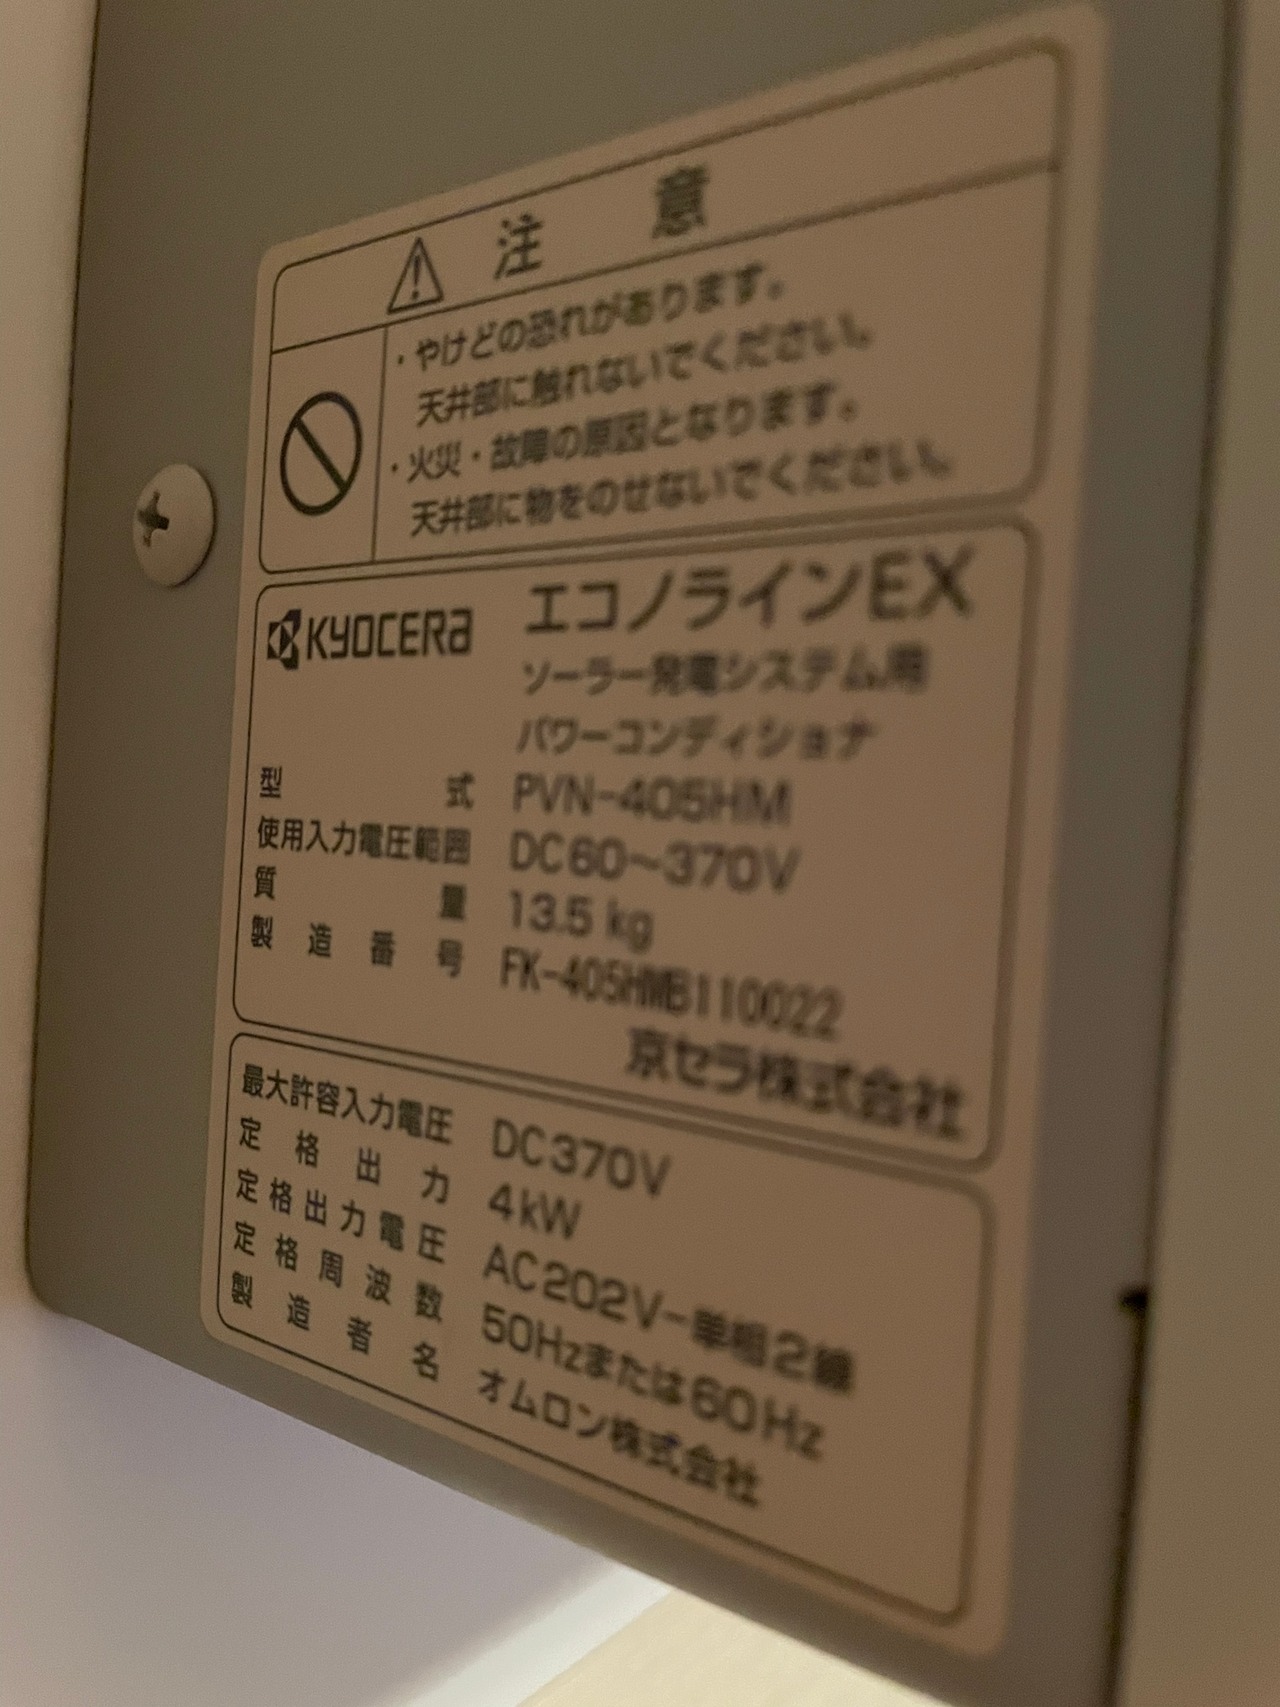 注意
・やけどの恐れがあります。
天井部に触れないでください。
・火災・故障の原因となります。
天井部に物をのせないでください。
KYOCERA エコノラインEX
ソーラー発電システム用
パワーコンディショナ
型式 PVN-405HM
使用入力電圧範囲 DC60～370V
質量 13.5 kg
製造番号 FK-405HMB110022
京セラ株式会社
最大許容入力電圧 DC370V
定格出力 4kW
定格出力電圧 AC202V-単相2線
定格周波数 50Hzまたは60Hz
製造者名 オムロン株式会社